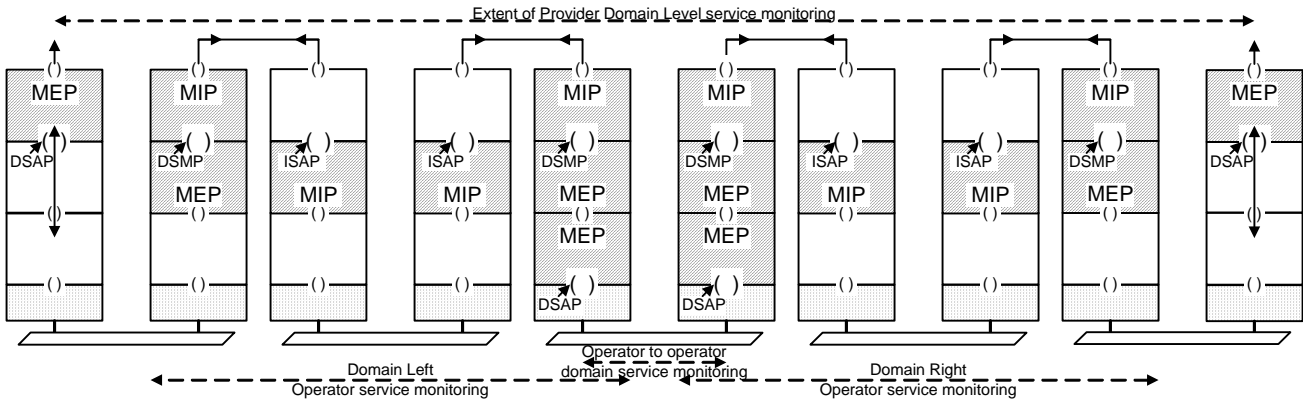 Extent of Provider Domain Level service monitoring
MEP MIP MIP MIP MIP MEP
DSAP DSMP ISAP ISAP DSMP DSMP ISAP ISAP DSMP DSAP
MEP MIP MIP MEP MEP MIP MIP MEP
MEP MEP
DSAP DSAP
Operator to operator
domain service monitoring
Domain Left
Operator service monitoring
Domain Right
Operator service monitoring